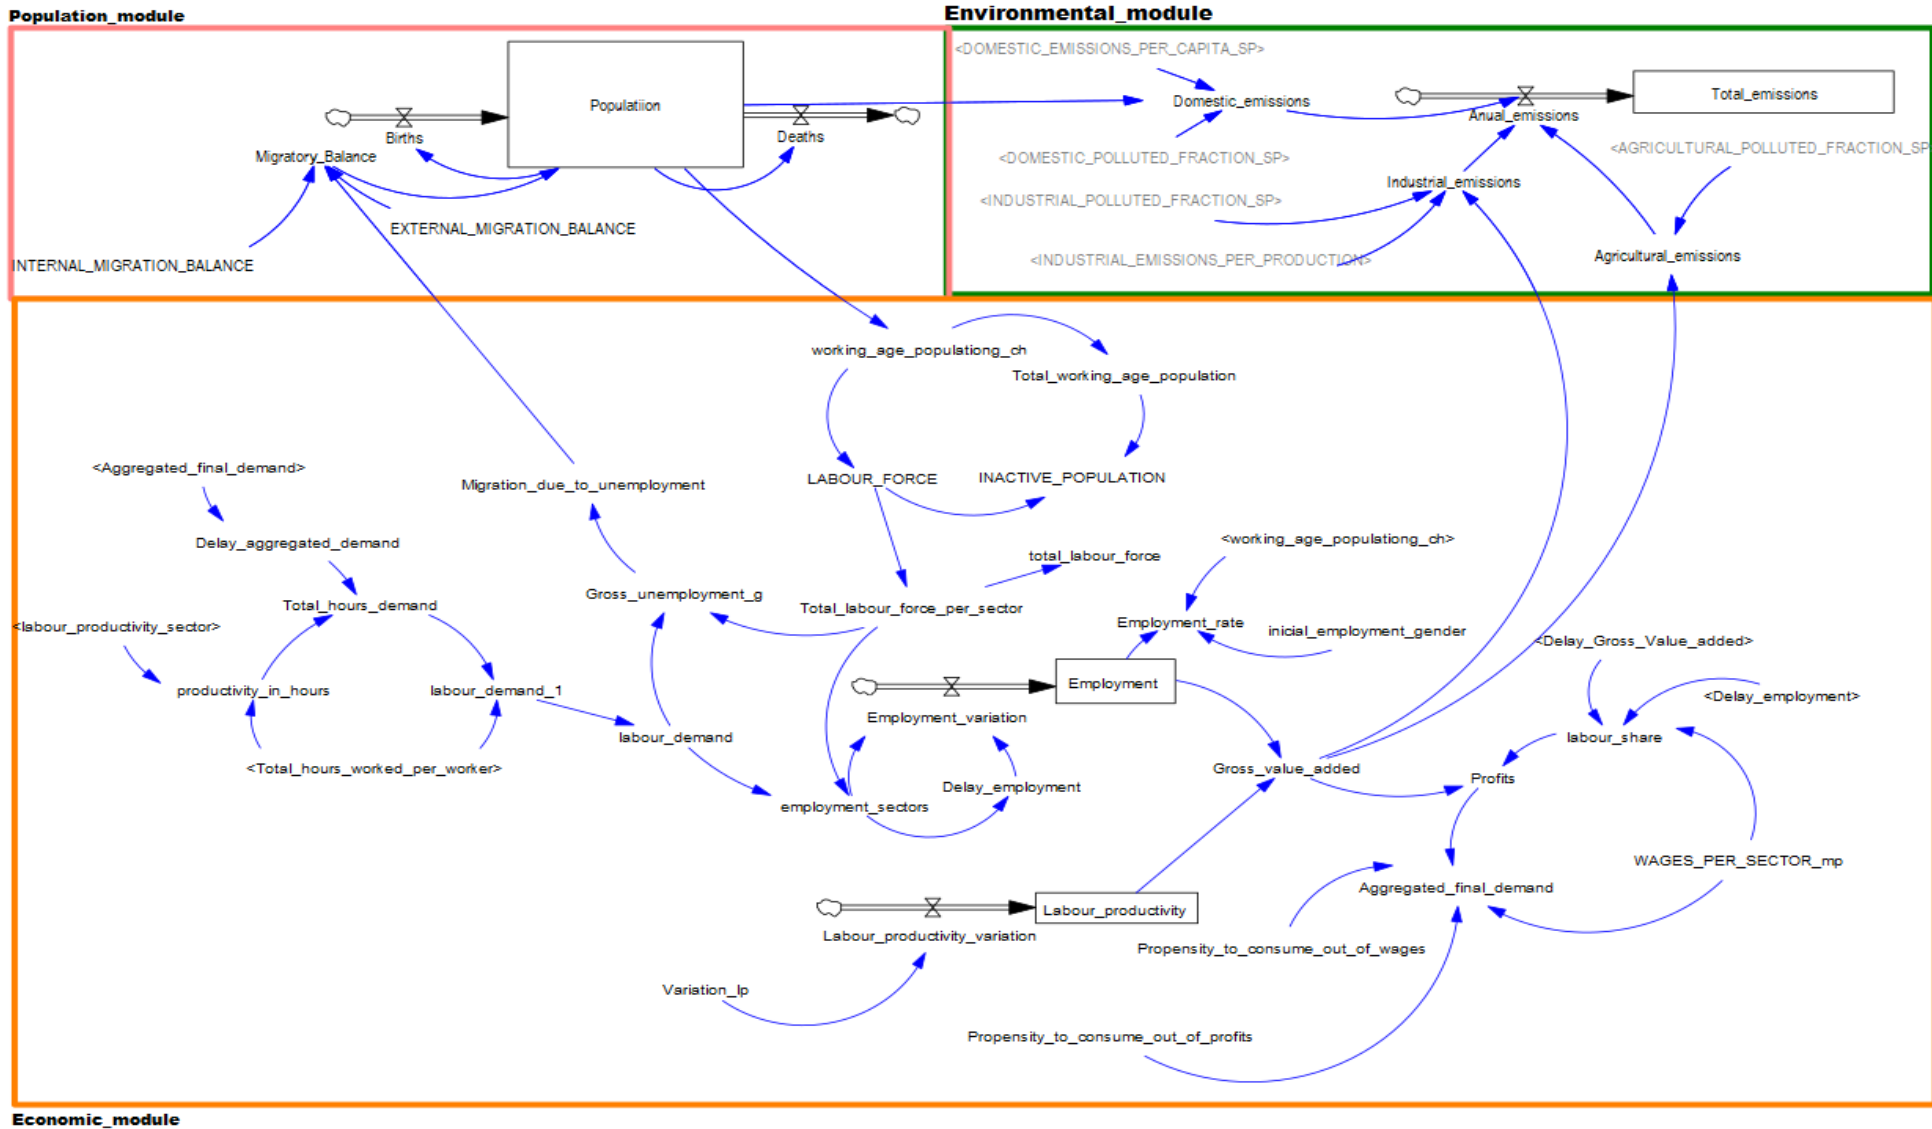 Population_module
Environmental_module
<DOMESTIC_EMISSIONS_PER_CAPITA_SP>
Populatiion
Births
Deaths
Migratory_Balance
EXTERNAL_MIGRATION_BALANCE
INTERNAL_MIGRATION_BALANCE
Domestic_emissions
Total_emissions
Anual_emissions
<DOMESTIC_POLLUTED_FRACTION_SP>
<AGRICULTURAL_POLLUTED_FRACTION_SP
Industrial_emissions
<INDUSTRIAL_POLLUTED_FRACTION_SP>
<INDUSTRIAL_EMISSIONS_PER_PRODUCTION>
Agricultural_emissions
working_age_populationg_ch
Total_working_age_population
<Aggregated_final_demand>
Migration_due_to_unemployment
LABOUR_FORCE
INACTIVE_POPULATION
Delay_aggregated_demand
total_labour_force
<working_age_populationg_ch>
Gross_unemployment_g
Total_hours_demand
Total_labour_force_per_sector
<labour_productivity_sector>
Employment_rate
inicial_employment_gender
<Delay_Gross_Value_added>
productivity_in_hours
labour_demand_1
Employment
<Delay_employment>
Employment_variation
labour_demand
labour_share
<Total_hours_worked_per_worker>
Gross_value_added
Profits
Delay_employment
employment_sectors
WAGES_PER_SECTOR_mp
Aggregated_final_demand
Labour_productivity
Labour_productivity_variation
Propensity_to_consume_out_of_wages
Variation_lp
Propensity_to_consume_out_of_profits
Economic_module